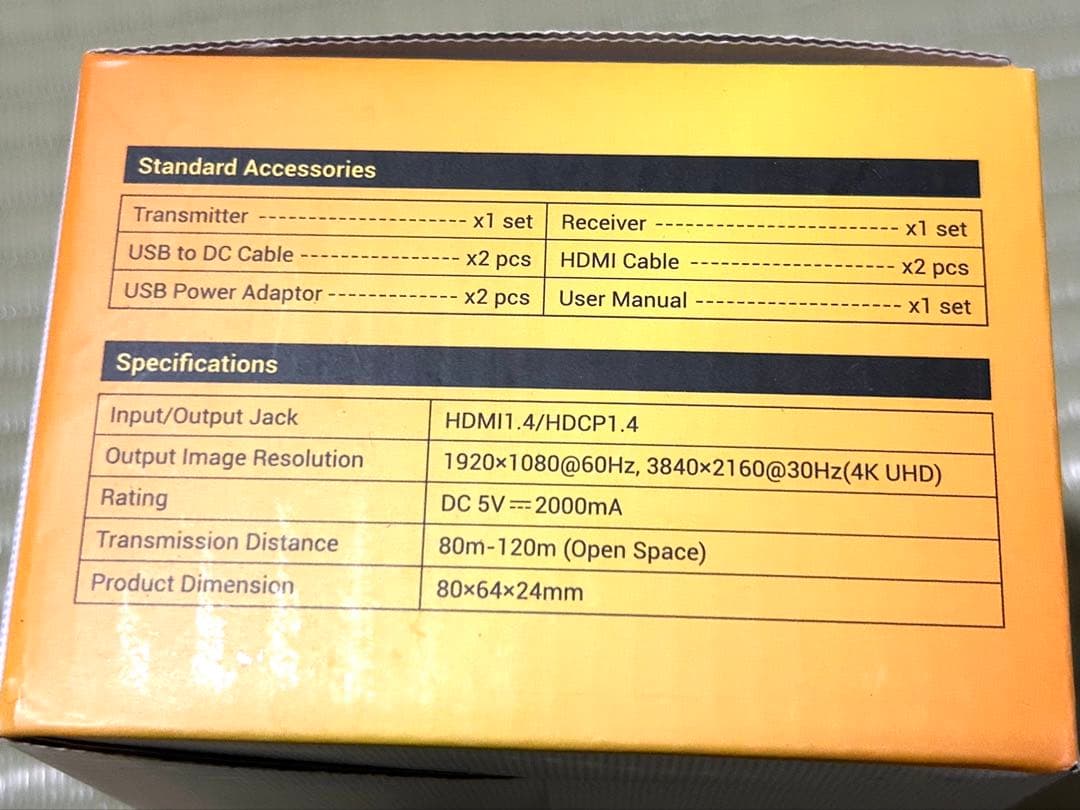 Standard Accessories
Transmitter --------------------- x1 set Receiver ------------------------ x1 set
USB to DC Cable ---------------- x2 pcs HDMI Cable -------------------- x2 pcs
USB Power Adaptor ------------- x2 pcs User Manual --------------------- x1 set
Specifications
Input/Output Jack HDMI1.4/HDCP1.4
Output Image Resolution 1920×1080@60Hz, 3840×2160@30Hz(4K UHD)
Rating DC 5V⎓2000mA
Transmission Distance 80m-120m (Open Space)
Product Dimension 80×64×24mm